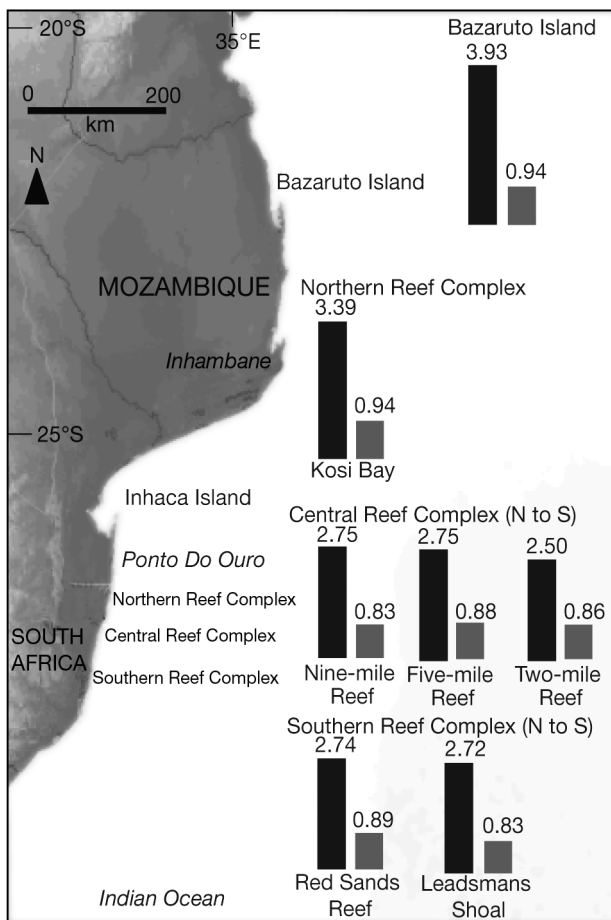 20°S
35°E
0 200
km
N
Bazaruto Island
3.93
0.94
Bazaruto Island
MOZAMBIQUE
Northern Reef Complex
3.39
0.94
Kosi Bay
Inhambane
25°S
Inhaca Island
Central Reef Complex (N to S)
2.75 2.75 2.50
0.83 0.88 0.86
Nine-mile Five-mile Two-mile
Reef Reef Reef
Ponto Do Ouro
Northern Reef Complex
SOUTH
AFRICA
Central Reef Complex
Southern Reef Complex
Southern Reef Complex (N to S)
2.74 2.72
0.89 0.83
Red Sands Leadsmans
Reef Shoal
Indian Ocean